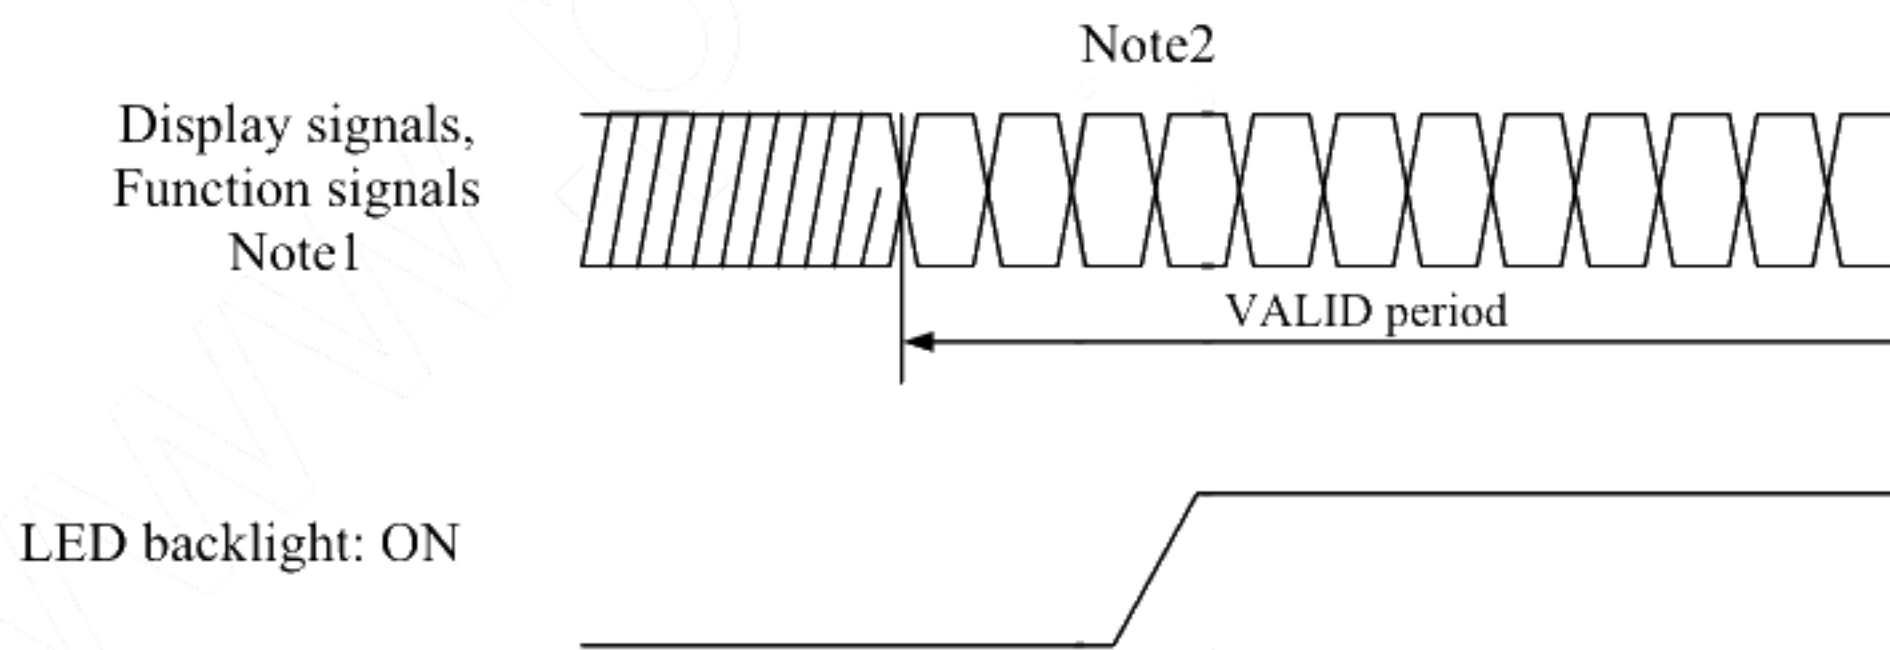 Note2
Display signals,
Function signals
Note1
VALID period
LED backlight: ON